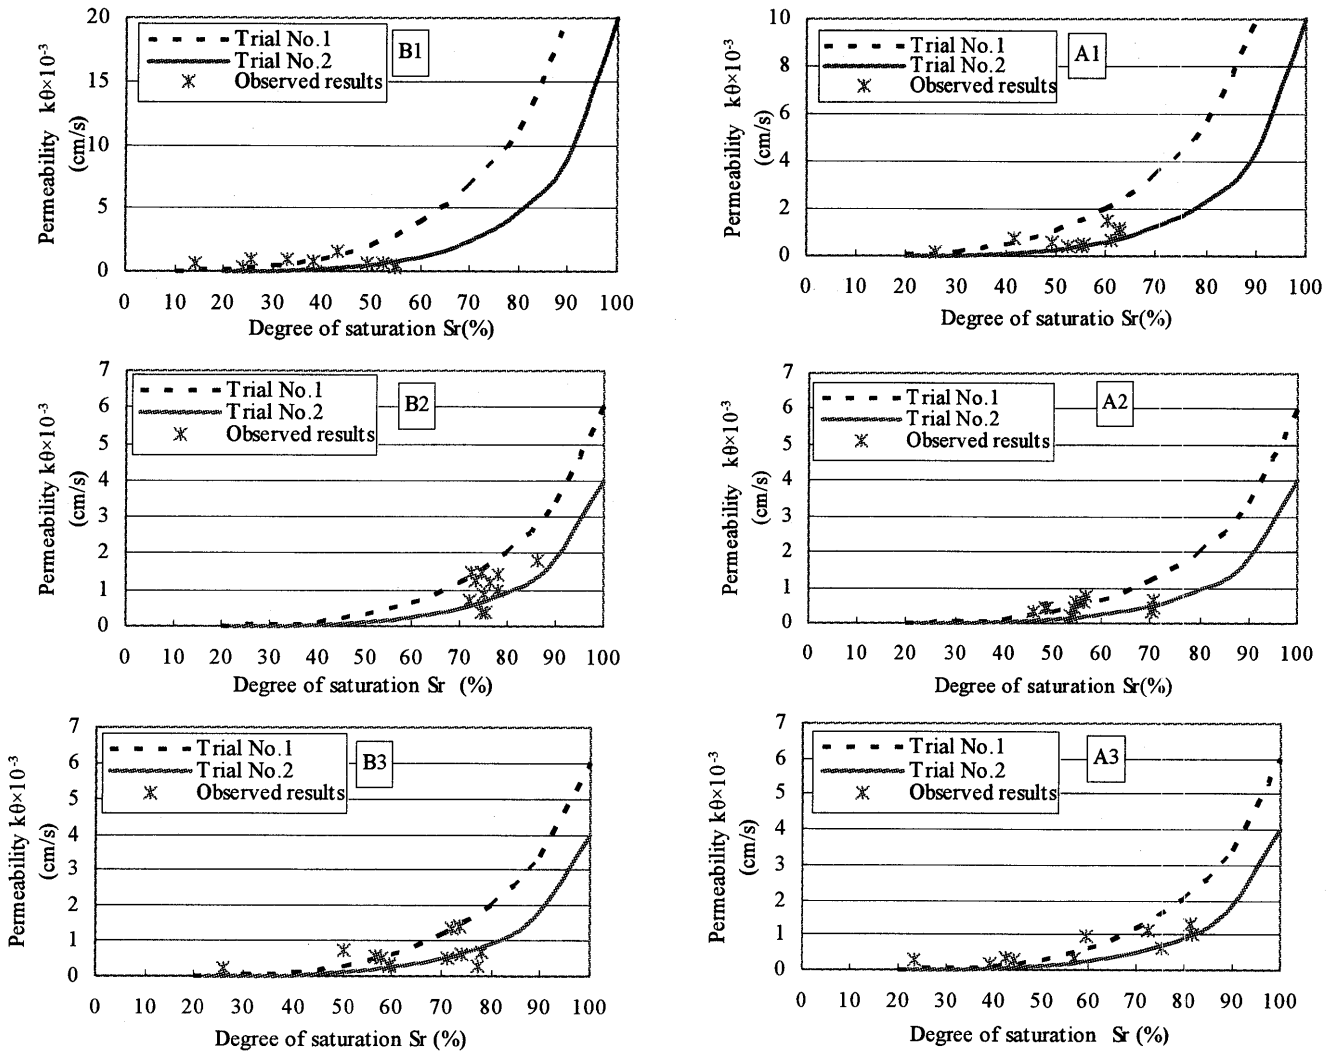 Permeability kθ×10-3
(cm/s)
20
15
10
5
0
Trial No.1
Trial No.2
Observed results
B1
0 10 20 30 40 50 60 70 80 90 100
Degree of saturation Sr(%)
Permeability kθ×10-3
(cm/s)
10
8
6
4
2
0
Trial No.1
Trial No.2
Observed results
A1
0 10 20 30 40 50 60 70 80 90 100
Degree of saturatio Sr(%)
Permeability kθ×10-3
(cm/s)
7
6
5
4
3
2
1
0
Trial No.1
Trial No.2
Observed results
B2
0 10 20 30 40 50 60 70 80 90 100
Degree of saturation Sr (%)
Permeability kθ×10-3
(cm/s)
7
6
5
4
3
2
1
0
Trial No.1
Trial No.2
Observed results
A2
0 10 20 30 40 50 60 70 80 90 100
Degree of saturation Sr(%)
Permeability kθ×10-3
(cm/s)
7
6
5
4
3
2
1
0
Trial No.1
Trial No.2
Observed results
B3
0 10 20 30 40 50 60 70 80 90 100
Degree of saturation Sr (%)
Permeability kθ×10-3
(cm/s)
7
6
5
4
3
2
1
0
Trial No.1
Trial No.2
Observed results
A3
0 10 20 30 40 50 60 70 80 90 100
Degree of saturation Sr(%)